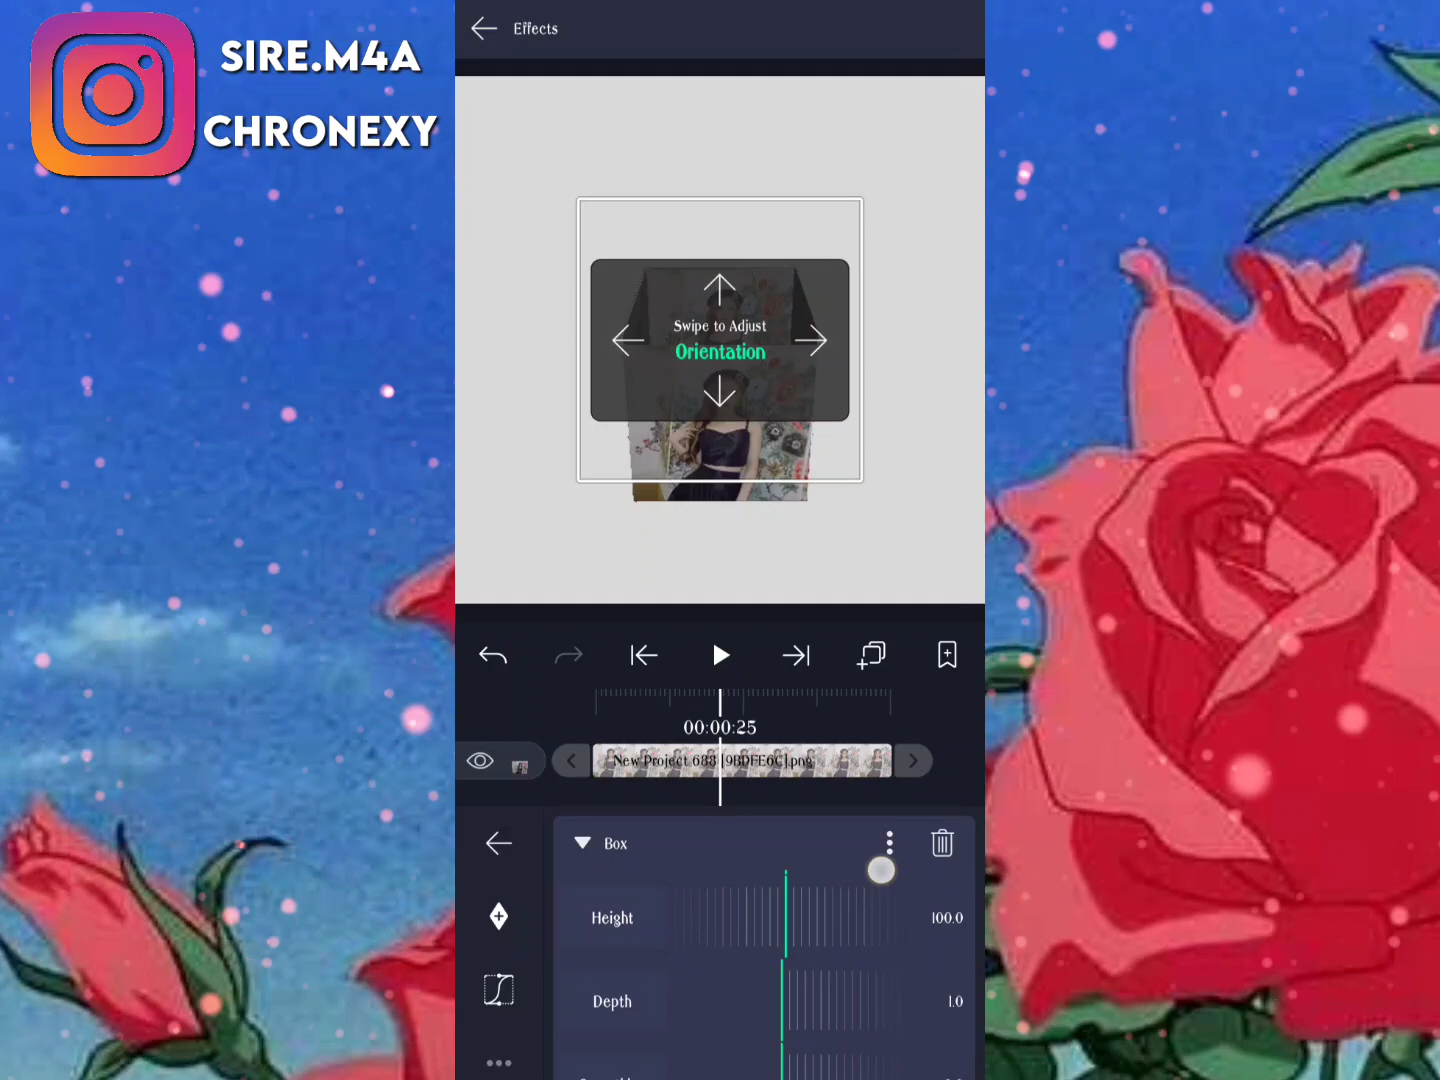 SIRE.M4A
CHRONEXY
Effects
Swipe to Adjust
Orientation
00:00:25
New Project 688 [9BDFE6C].png
Box
Height
100.0
Depth
1.0